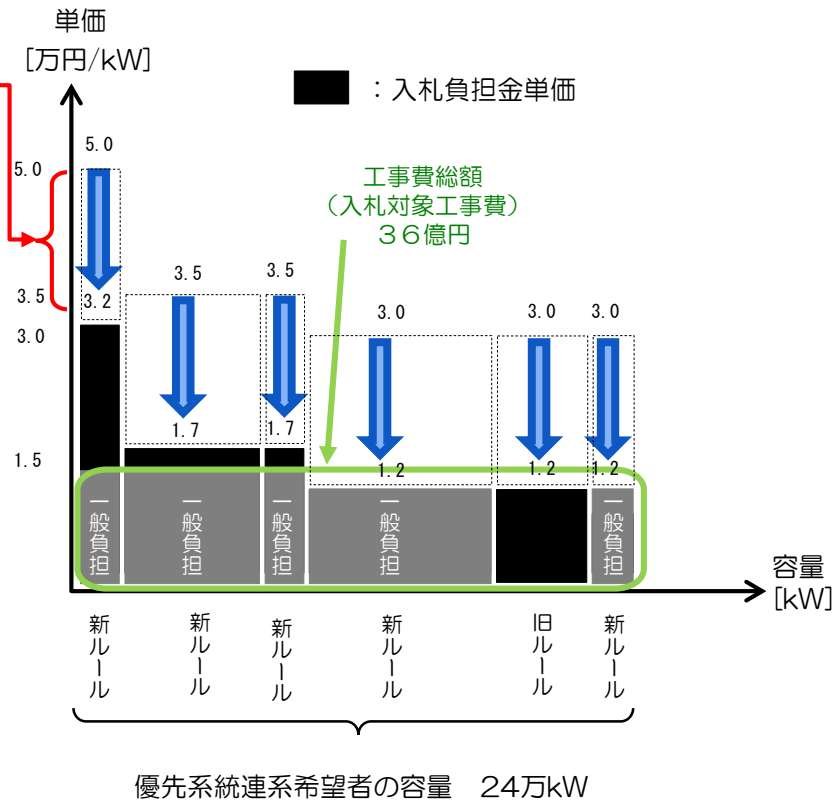 単価
[万円/kW]
：入札負担金単価
5.0
5.0
工事費総額
（入札対象工事費）
３６億円
3.5
3.5
3.5
3.2
3.0
3.0
3.0
3.0
1.7
1.7
1.5
1.2
1.2
1.2
一般負担
一般負担
一般負担
一般負担
一般負担
容量
[kW]
新ルール
新ルール
新ルール
新ルール
旧ルール
新ルール
優先系統連系希望者の容量　24万kW